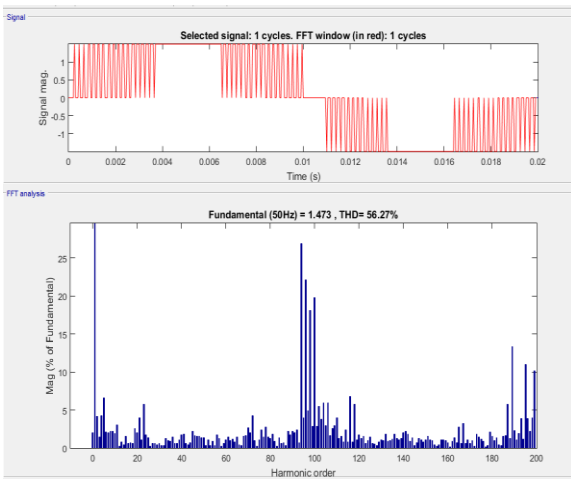 Signal
Selected signal: 1 cycles. FFT window (in red): 1 cycles
Signal mag.
1
0.5
0
-0.5
-1
0 0.002 0.004 0.006 0.008 0.01 0.012 0.014 0.016 0.018 0.02
Time (s)
FFT analysis
Fundamental (50Hz) = 1.473 , THD= 56.27%
Mag (% of Fundamental)
25
20
15
10
5
0
0 20 40 60 80 100 120 140 160 180 200
Harmonic order